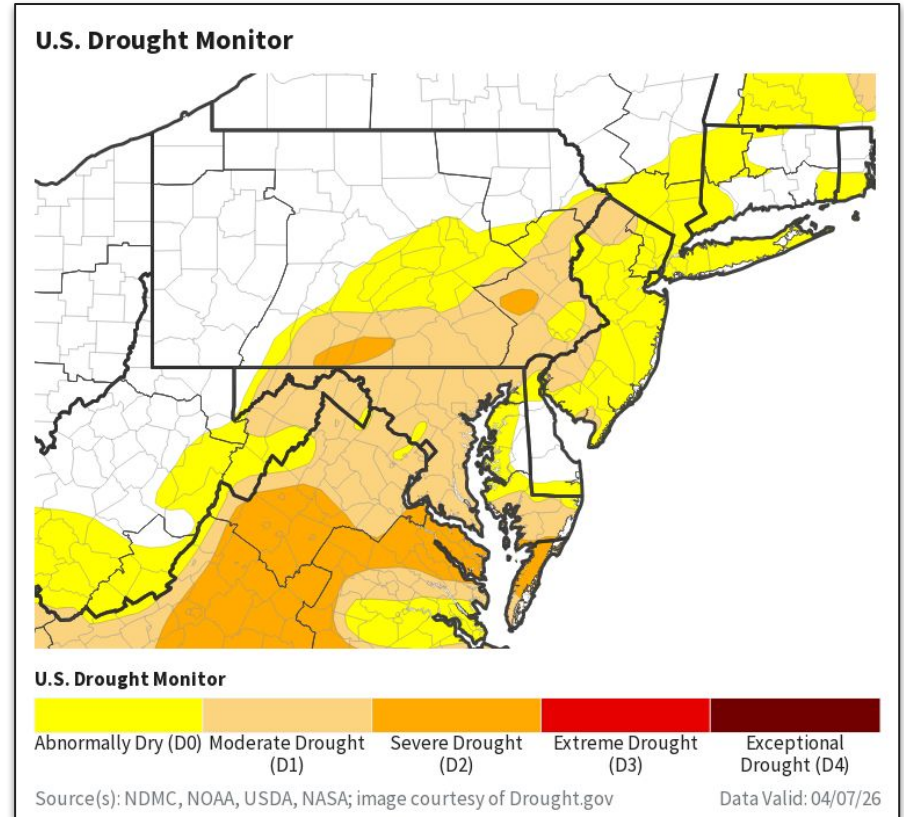 U.S. Drought Monitor
U.S. Drought Monitor
Abnormally Dry (D0)
Moderate Drought
(D1)
Severe Drought
(D2)
Extreme Drought
(D3)
Exceptional
Drought (D4)
Source(s): NDMC, NOAA, USDA, NASA; image courtesy of Drought.gov
Data Valid: 04/07/26